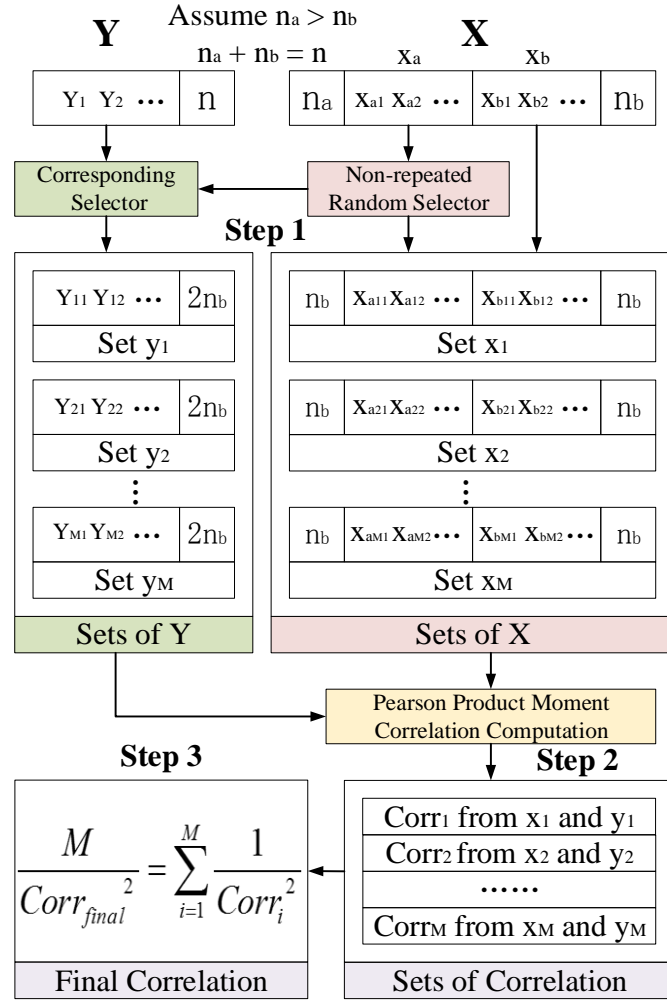 Y
Assume na > nb
na + nb = n
X
xa
xb
Y1 Y2 ••• n
na xa1 xa2 ••• xb1 xb2 ••• nb
Corresponding
Selector
Non-repeated
Random Selector
Step 1
Y11 Y12 ••• 2nb
Set y1
nb xa11 xa12 ••• xb11 xb12 ••• nb
Set x1
Y21 Y22 ••• 2nb
Set y2
nb xa21 xa22 ••• xb21 xb22 ••• nb
Set x2
⋮
⋮
YM1 YM2 ••• 2nb
Set yM
nb xaM1 xaM2 ••• xbM1 xbM2 ••• nb
Set xM
Sets of Y
Sets of X
Pearson Product Moment
Correlation Computation
Step 3
Step 2
M / Corrfinal² = ∑ i=1 M 1 / Corri²
Final Correlation
Corr1 from x1 and y1
Corr2 from x2 and y2
······
CorrM from xM and yM
Sets of Correlation